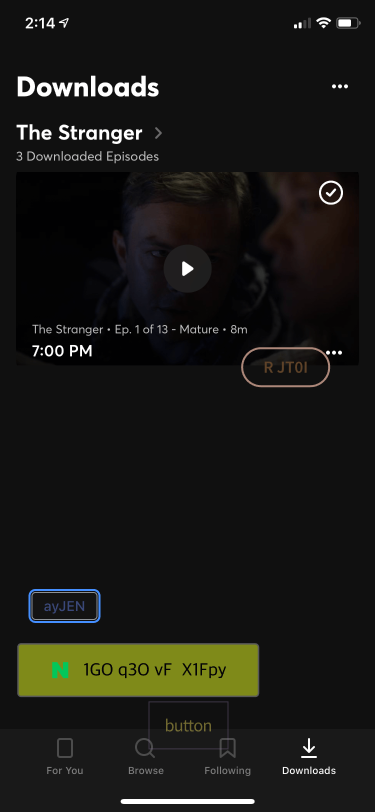 2:14
Downloads
The Stranger
3 Downloaded Episodes
The Stranger • Ep. 1 of 13 - Mature • 8m
7:00 PM
R JT0I
ayJEN
N 1GO q3O vF X1Fpy
button
For You
Browse
Following
Downloads